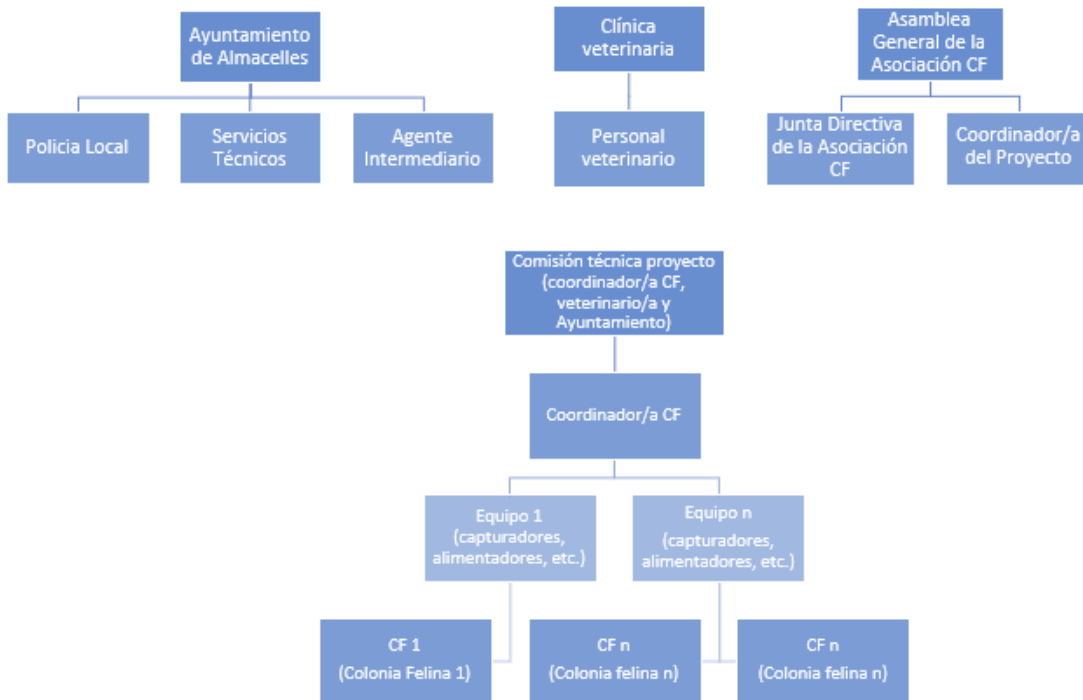 Ayuntamiento
de Almacelles
Clínica
veterinaria
Asamblea
General de la
Asociación CF
Policia Local
Servicios
Técnicos
Agente
Intermediario
Personal
veterinario
Junta Directiva
de la Asociación
CF
Coordinador/a
del Proyecto
Comisión técnica proyecto
(coordinador/a CF,
veterinario/a y
Ayuntamiento)
Coordinador/a CF
Equipo 1
(capturadores,
alimentadores, etc.)
Equipo n
(capturadores,
alimentadores, etc.)
CF 1
(Colonia Felina 1)
CF n
(Colonia felina n)
CF n
(Colonia felina n)